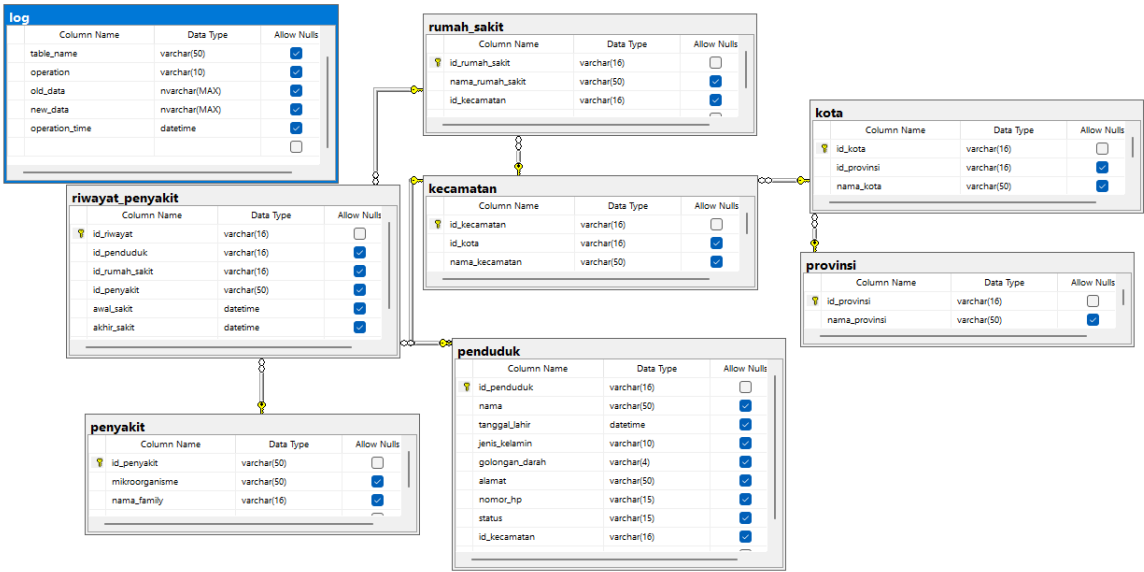 log
Column Name Data Type Allow Nulls
table_name varchar(50)
operation varchar(10)
old_data nvarchar(MAX)
new_data nvarchar(MAX)
operation_time datetime
rumah_sakit
Column Name Data Type Allow Nulls
id_rumah_sakit varchar(16)
nama_rumah_sakit varchar(50)
id_kecamatan varchar(16)
kota
Column Name Data Type Allow Nulls
id_kota varchar(16)
id_provinsi varchar(16)
nama_kota varchar(50)
riwayat_penyakit
Column Name Data Type Allow Nulls
id_riwayat varchar(16)
id_penduduk varchar(16)
id_rumah_sakit varchar(16)
id_penyakit varchar(50)
awal_sakit datetime
akhir_sakit datetime
kecamatan
Column Name Data Type Allow Nulls
id_kecamatan varchar(16)
id_kota varchar(16)
nama_kecamatan varchar(50)
provinsi
Column Name Data Type Allow Nulls
id_provinsi varchar(16)
nama_provinsi varchar(50)
penduduk
Column Name Data Type Allow Nulls
id_penduduk varchar(16)
nama varchar(50)
tanggal_lahir datetime
jenis_kelamin varchar(10)
golongan_darah varchar(4)
alamat varchar(50)
nomor_hp varchar(15)
status varchar(15)
id_kecamatan varchar(16)
penyakit
Column Name Data Type Allow Nulls
id_penyakit varchar(50)
mikroorganisme varchar(50)
nama_family varchar(16)